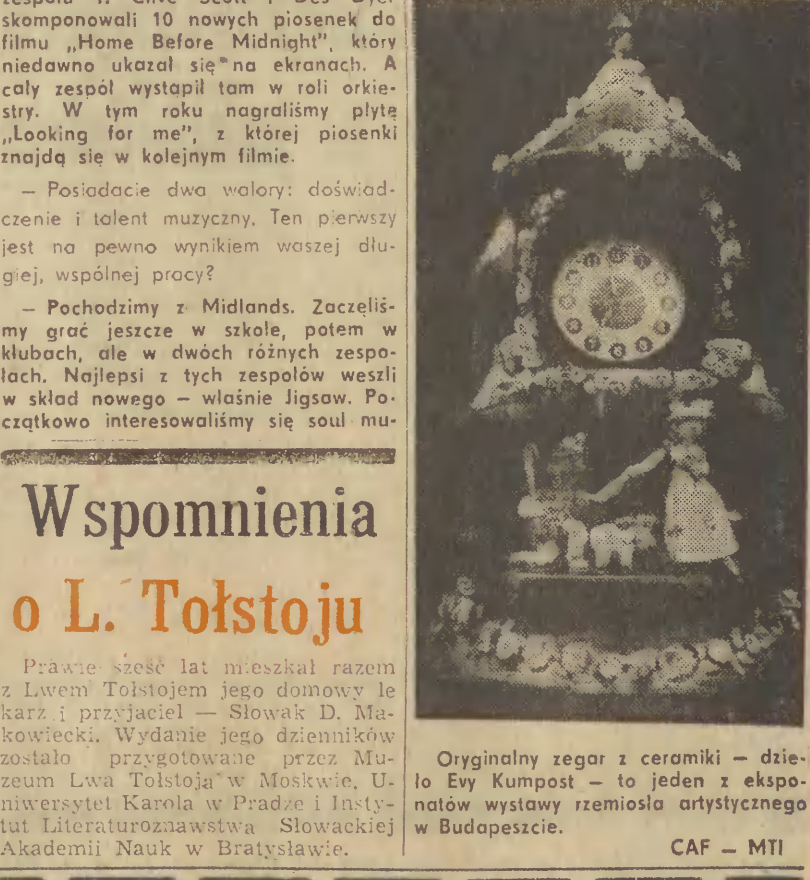 skomponowali 10 nowych piosenek do
filmu „Home Before Midnight”, który
niedawno ukazał się na ekranach. A
cały zespół wystąpił tam w roli orkie-
stry. W tym roku nagraliśmy płytę
„Looking for me”, z której piosenki
znajdą się w kolejnym filmie.
— Posiadacie dwa walory: doświad-
czenie i talent muzyczny. Ten pierwszy
jest na pewno wynikiem waszej dłu-
giej, wspólnej pracy?
— Pochodzimy z Midlands. Zaczęliś-
my grać jeszcze w szkole, potem w
klubach, ale w dwóch różnych zespo-
łach. Najlepsi z tych zespołów weszli
w skład nowego — właśnie Jigsaw. Po-
czątkowo interesowaliśmy się soul mu-
Wspomnienia
o L. Tołstoju
Prawie sześć lat mieszkał razem
z Lwem Tołstojem jego domowy le
karz i przyjaciel — Słowak D. Ma-
kowiecki. Wydanie jego dzienników
zostało przygotowane przez Mu-
zeum Lwa Tołstoja w Moskwie, U-
niwersytet Karola w Pradze i Insty-
tut Literaturoznawstwa Słowackiej
Akademii Nauk w Bratysławie.
Oryginalny zegar z ceramiki — dzie-
ło Evy Kumpost — to jeden z ekspo-
natów wystawy rzemiosła artystycznego
w Budapeszcie.
CAF — MTI